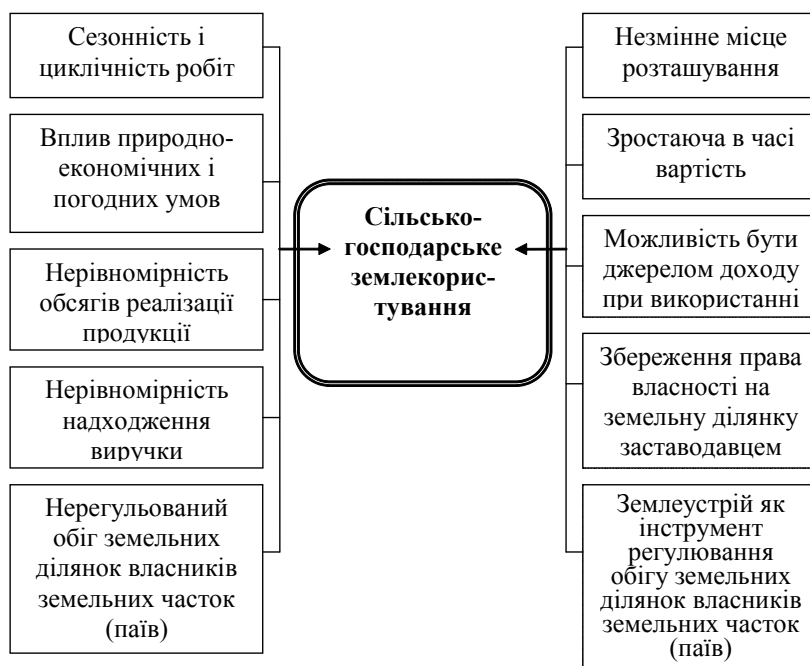 Сезонність і
циклічність робіт
Вплив природно-
економічних і
погодних умов
Нерівномірність
обсягів реалізації
продукції
Нерівномірність
надходження
виручки
Нерегульований
обіг земельних
ділянок власників
земельних часток
(паїв)
Сільсько-
господарське
землекорис-
тування
Незмінне місце
розташування
Зростаюча в часі
вартість
Можливість бути
джерелом доходу
при використанні
Збереження права
власності на
земельну ділянку
заставодавцем
Землеустрій як
інструмент
регулювання
обігу земельних
ділянок власників
земельних часток
(паїв)